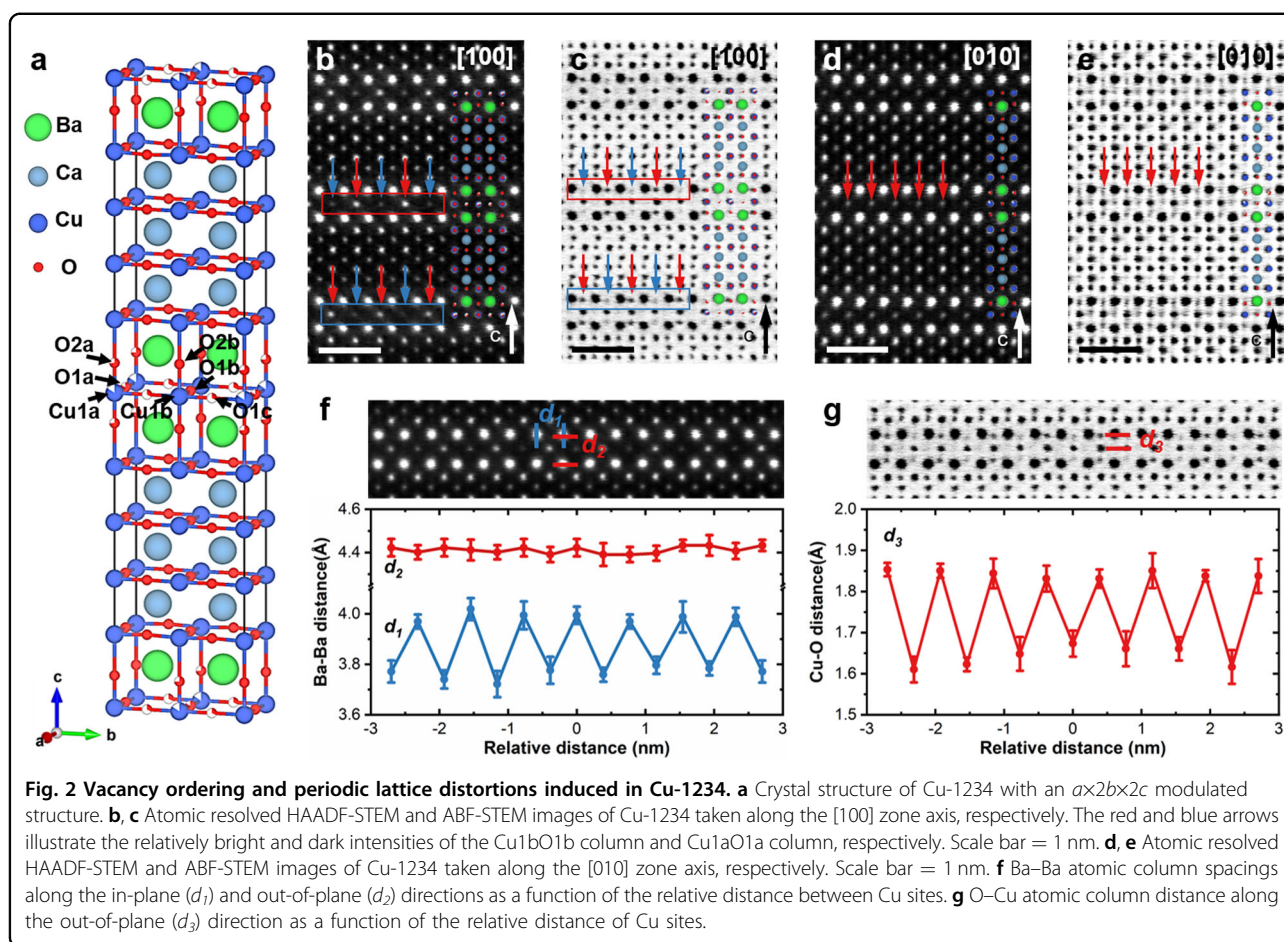 a
Ba
Ca
Cu
O
O2a
O1a
Cu1a
O2b
O1b
Cu1b
O1c
c
a
b
b
[100]
c
c
[100]
c
d
[010]
c
e
[010]
c
f
d1
d2
4.6
4.4
4.0
3.8
3.6
Ba-Ba distance(Å)
d2
d1
-3 -2 -1 0 1 2 3
Relative distance (nm)
g
d3
2.0
1.9
1.8
1.7
1.6
1.5
Cu-O distance(Å)
d3
-3 -2 -1 0 1 2 3
Relative distance (nm)
Fig. 2 Vacancy ordering and periodic lattice distortions induced in Cu-1234. a Crystal structure of Cu-1234 with an a×2b×2c modulated
structure. b, c Atomic resolved HAADF-STEM and ABF-STEM images of Cu-1234 taken along the [100] zone axis, respectively. The red and blue arrows
illustrate the relatively bright and dark intensities of the Cu1bO1b column and Cu1aO1a column, respectively. Scale bar = 1 nm. d, e Atomic resolved
HAADF-STEM and ABF-STEM images of Cu-1234 taken along the [010] zone axis, respectively. Scale bar = 1 nm. f Ba–Ba atomic column spacings
along the in-plane (d1) and out-of-plane (d2) directions as a function of the relative distance between Cu sites. g O–Cu atomic column distance along
the out-of-plane (d3) direction as a function of the relative distance of Cu sites.